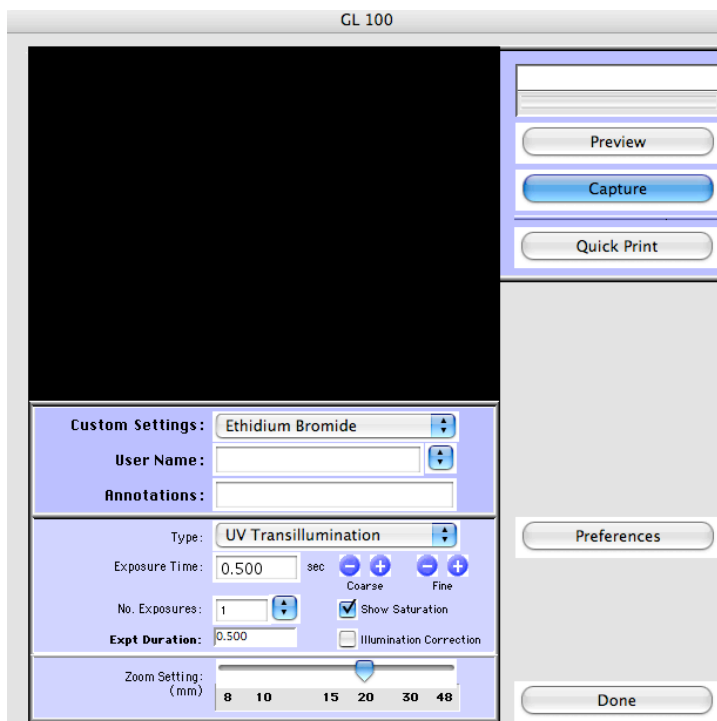 GL 100
Preview
Capture
Quick Print
Custom Settings: Ethidium Bromide
User Name:
Annotations:
Type: UV Transillumination
Exposure Time: 0.500 sec
Coarse Fine
No. Exposures: 1 Show Saturation
Expt Duration: 0.500 Illumination Correction
Zoom Setting:
(mm)
8 10 15 20 30 48
Preferences
Done